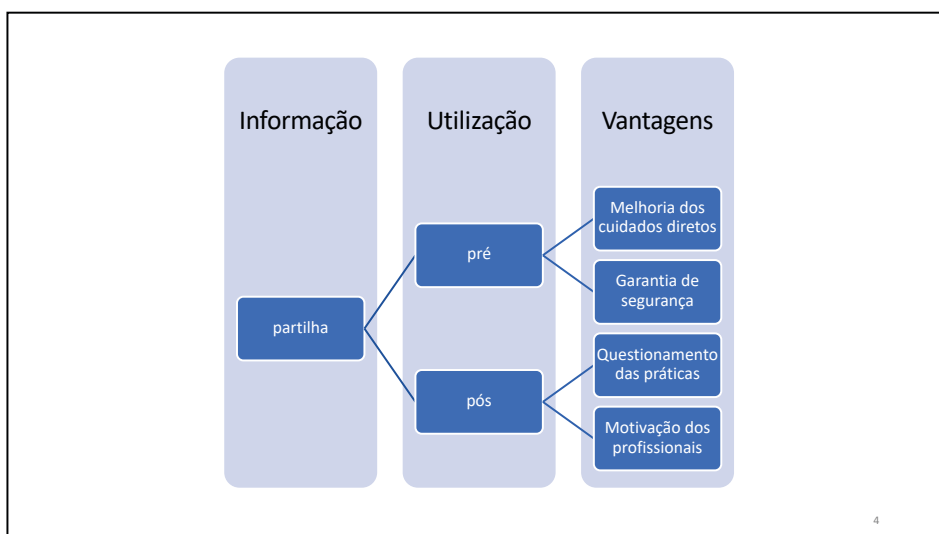 Informação
Utilização
Vantagens
partilha
pré
pós
Melhoria dos
cuidados diretos
Garantia de
segurança
Questionamento
das práticas
Motivação dos
profissionais
4